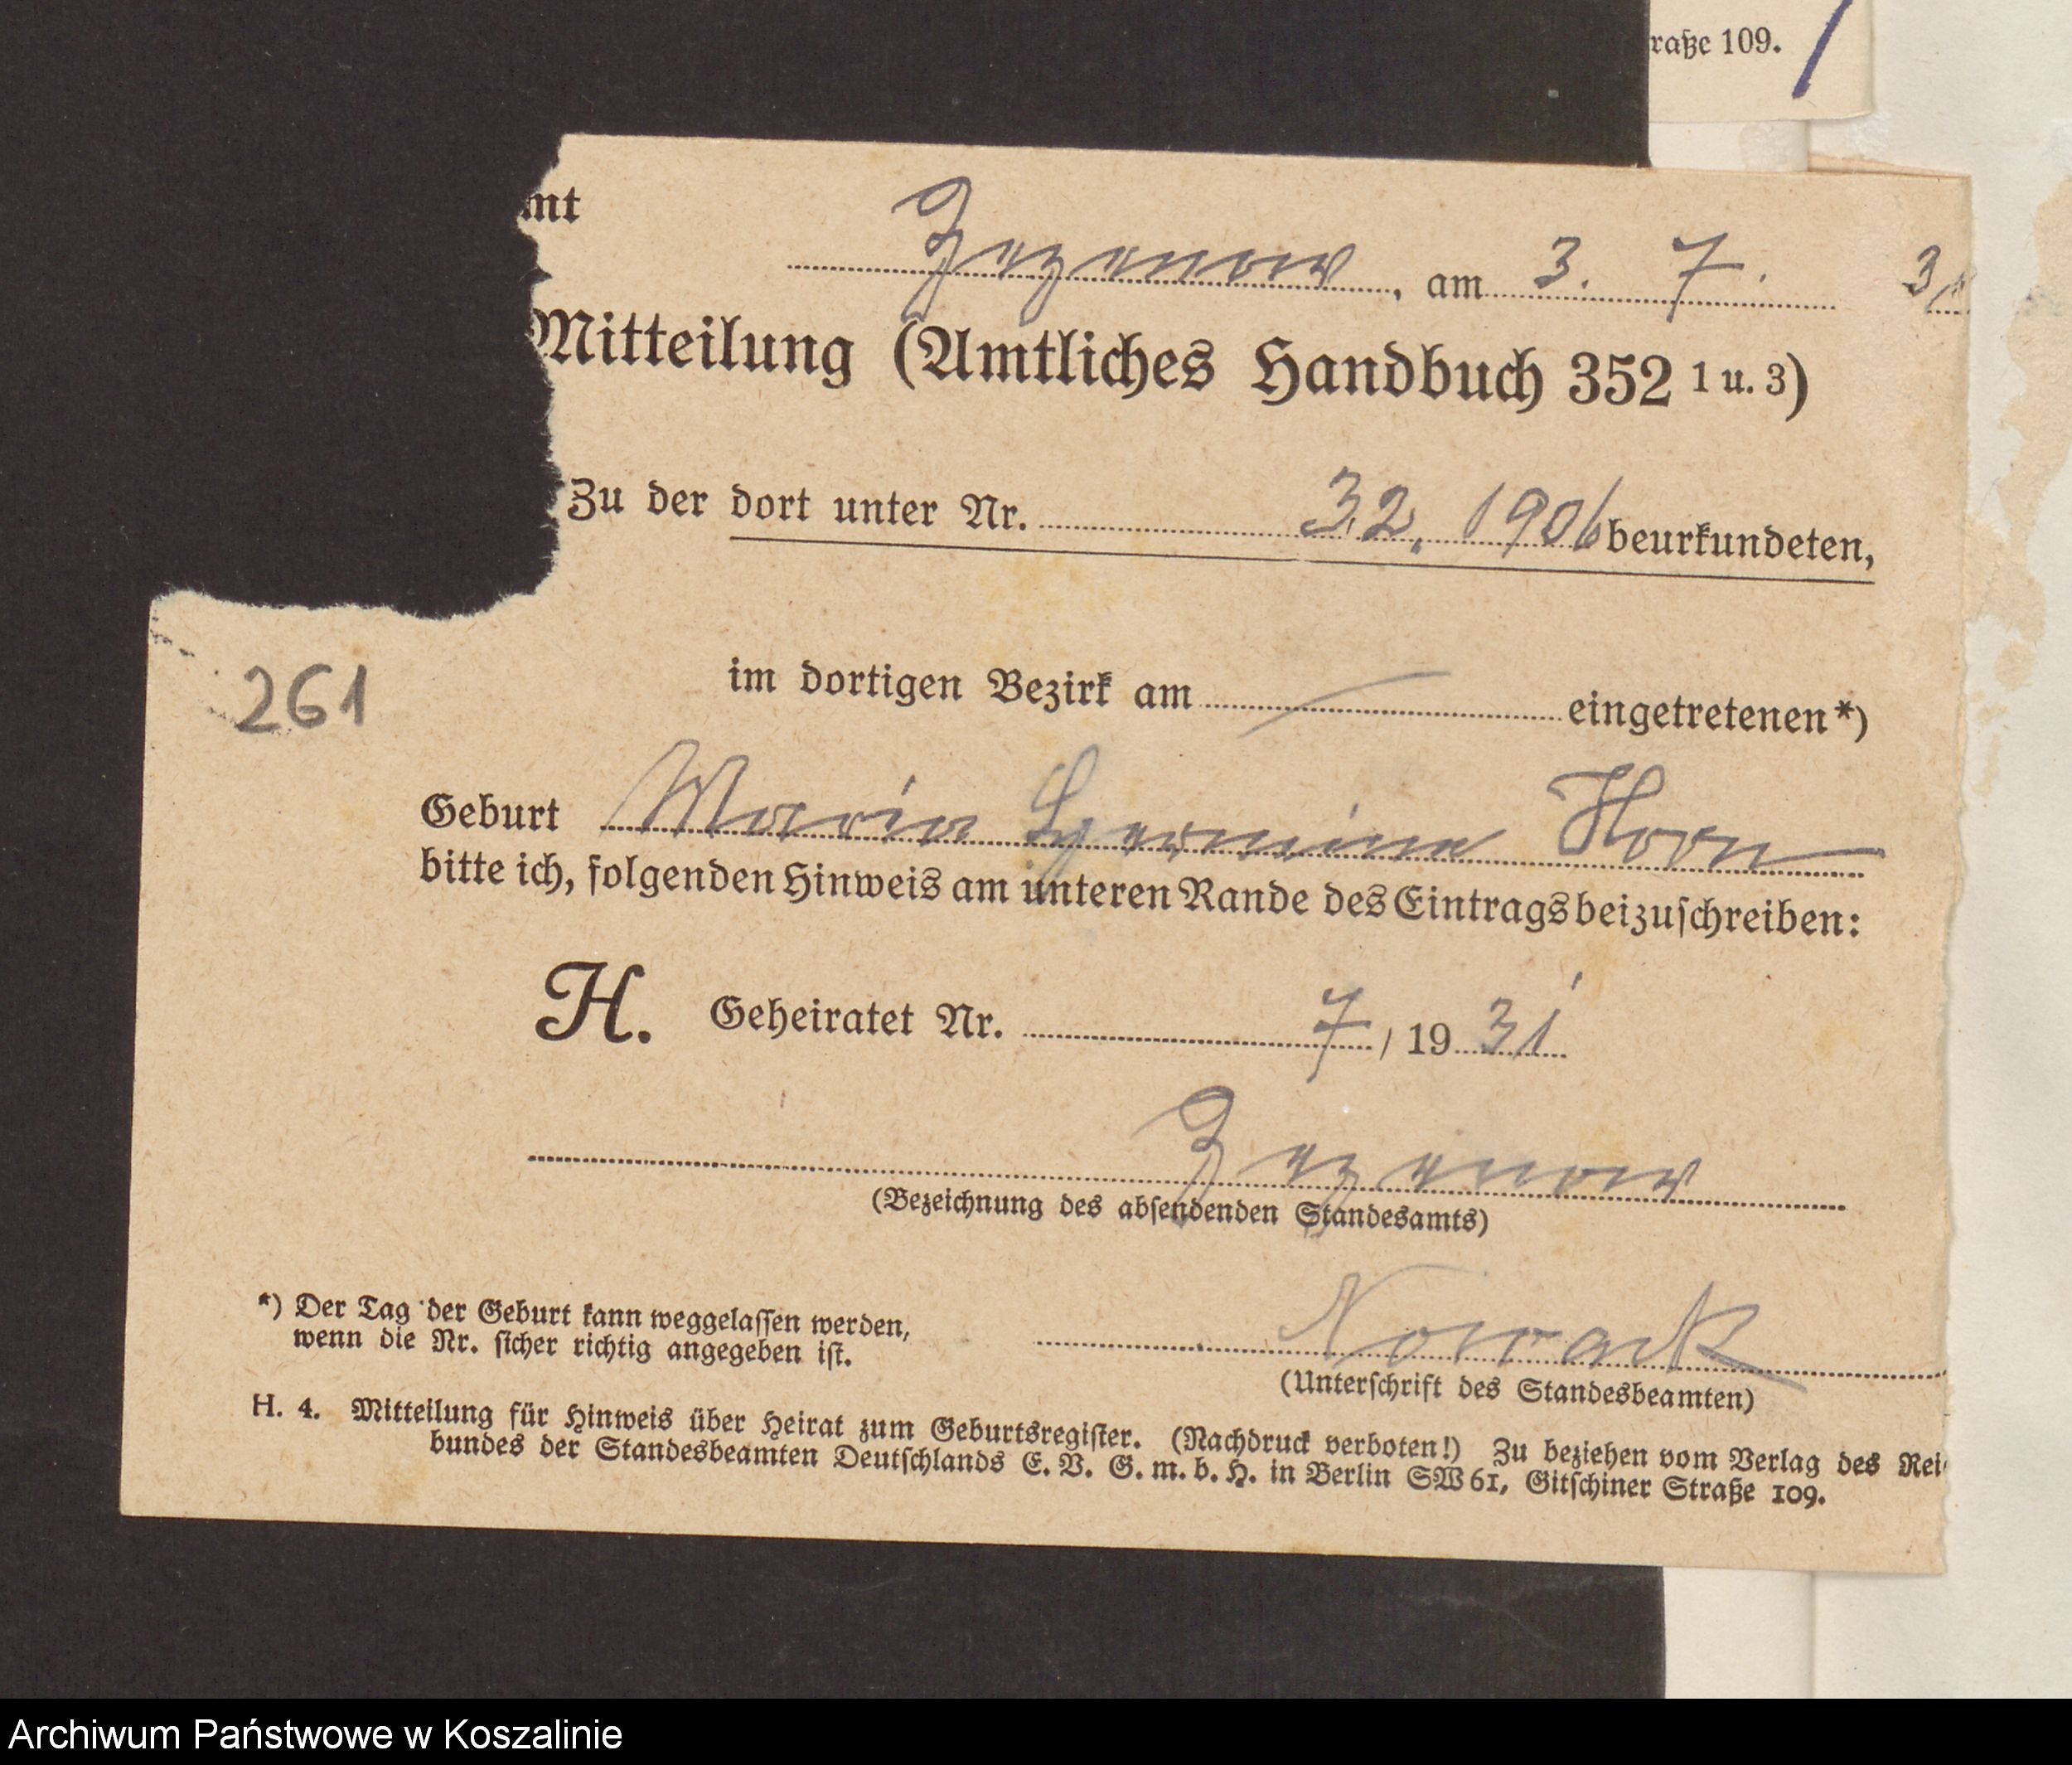 raße 109.
mt
Zezenow, am 3. 7. 31
Mitteilung (Amtliches Handbuch 352 1 u. 3)
Zu der dort unter Nr. 32, 1906 beurkundeten,
im dortigen Bezirk am — eingetretenen*)
261
Geburt Maria Hermine Horn
bitte ich, folgenden Hinweis am unteren Rande des Eintrags beizuschreiben:
H. Geheiratet Nr. 7 / 19 31
Zezenow
(Bezeichnung des absendenden Standesamts)
*) Der Tag der Geburt kann weggelassen werden,
wenn die Nr. sicher richtig angegeben ist.
Nowack
(Unterschrift des Standesbeamten)
H. 4. Mitteilung für Hinweis über Heirat zum Geburtsregister. (Nachdruck verboten!) Zu beziehen vom Verlag des Rei
bundes der Standesbeamten Deutschlands E. V. G. m. b. H. in Berlin SW 61, Gitschiner Straße 109.
Archiwum Państwowe w Koszalinie